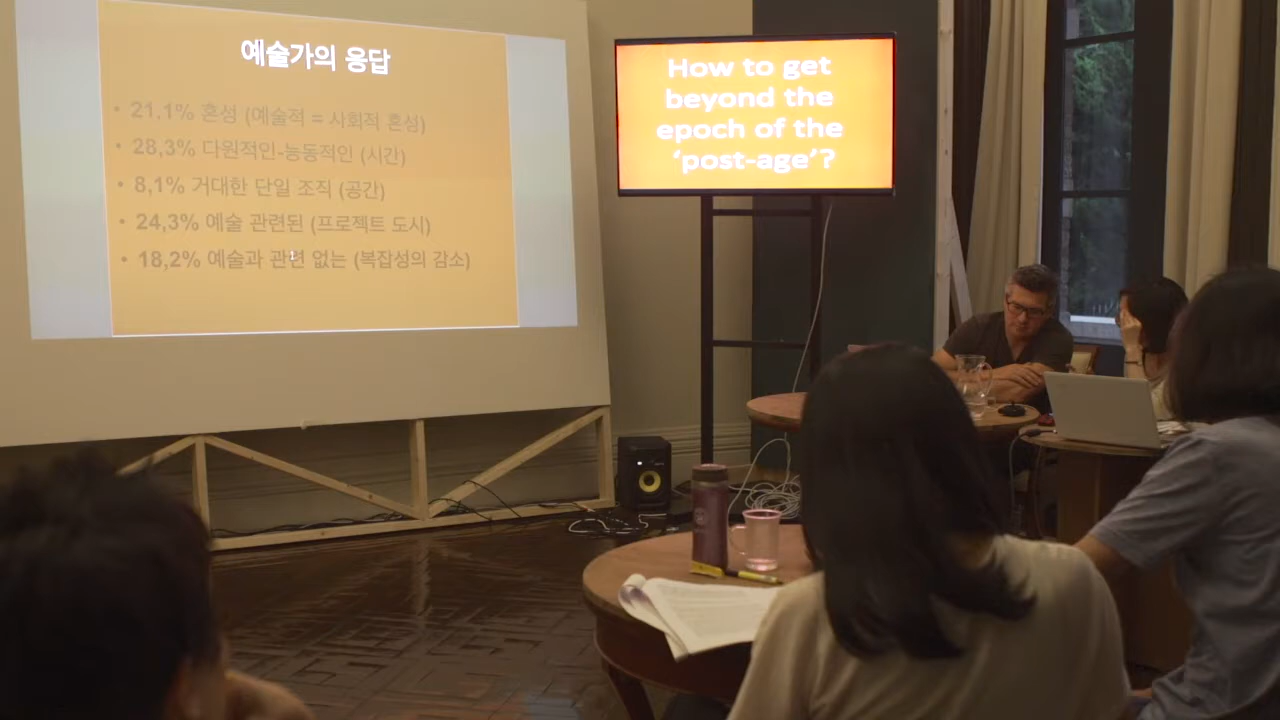 예술가의 응답
• 21,1% 혼성 (예술적 = 사회적 혼성)
• 28,3% 다원적인-능동적인 (시간)
• 8,1% 거대한 단일 조직 (공간)
• 24,3% 예술 관련된 (프로젝트 도시)
• 18,2% 예술과 관련 없는 (복잡성의 감소)
How to get
beyond the
epoch of the
‘post-age’?